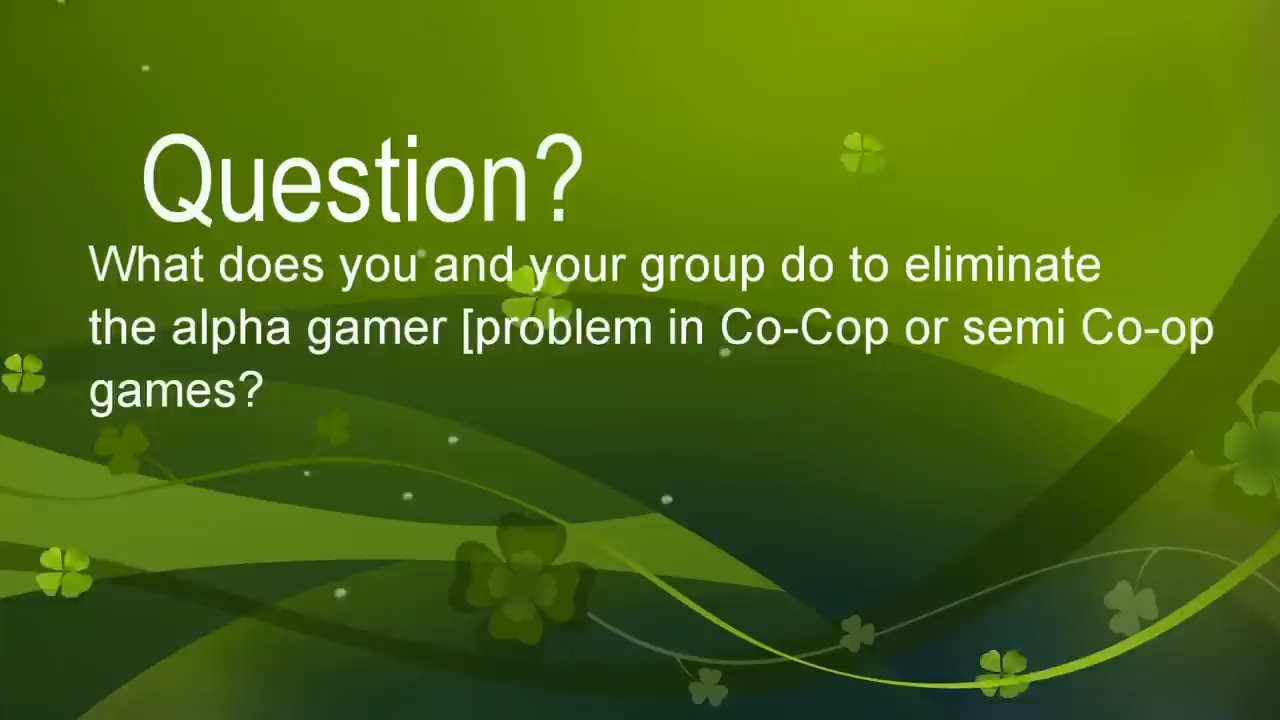 Question?
What does you and your group do to eliminate
the alpha gamer [problem in Co-Cop or semi Co-op
games?